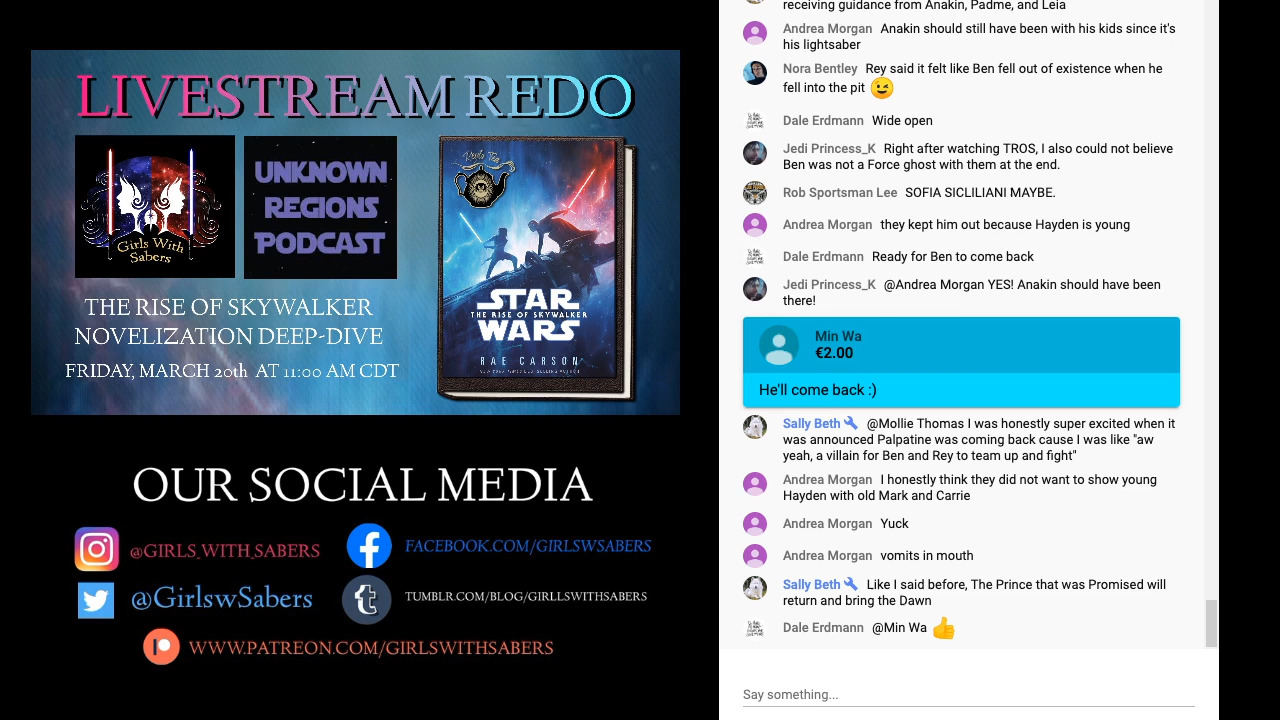 LIVESTREAM REDO
Girls With
Sabers
UNKNOWN
REGIONS
PODCAST
THE RISE OF SKYWALKER
NOVELIZATION DEEP-DIVE
FRIDAY, MARCH 20th AT 11:00 AM CDT
STAR
THE RISE OF SKYWALKER
WARS
RAE CARSON
OUR SOCIAL MEDIA
@GIRLS_WITH_SABERS
FACEBOOK.COM/GIRLSWSABERS
@GirlswSabers
TUMBLR.COM/BLOG/GIRLLSWITHSABERS
WWW.PATREON.COM/GIRLSWITHSABERS
receiving guidance from Anakin, Padme, and Leia
Andrea Morgan Anakin should still have been with his kids since it's
his lightsaber
Nora Bentley Rey said it felt like Ben fell out of existence when he
fell into the pit 😉
Dale Erdmann Wide open
Jedi Princess_K Right after watching TROS, I also could not believe
Ben was not a Force ghost with them at the end.
Rob Sportsman Lee SOFIA SICLILIANI MAYBE.
Andrea Morgan they kept him out because Hayden is young
Dale Erdmann Ready for Ben to come back
Jedi Princess_K @Andrea Morgan YES! Anakin should have been
there!
Min Wa
€2.00
He'll come back :)
Sally Beth @Mollie Thomas I was honestly super excited when it
was announced Palpatine was coming back cause I was like "aw
yeah, a villain for Ben and Rey to team up and fight"
Andrea Morgan I honestly think they did not want to show young
Hayden with old Mark and Carrie
Andrea Morgan Yuck
Andrea Morgan vomits in mouth
Sally Beth Like I said before, The Prince that was Promised will
return and bring the Dawn
Dale Erdmann @Min Wa 👍
Say something...